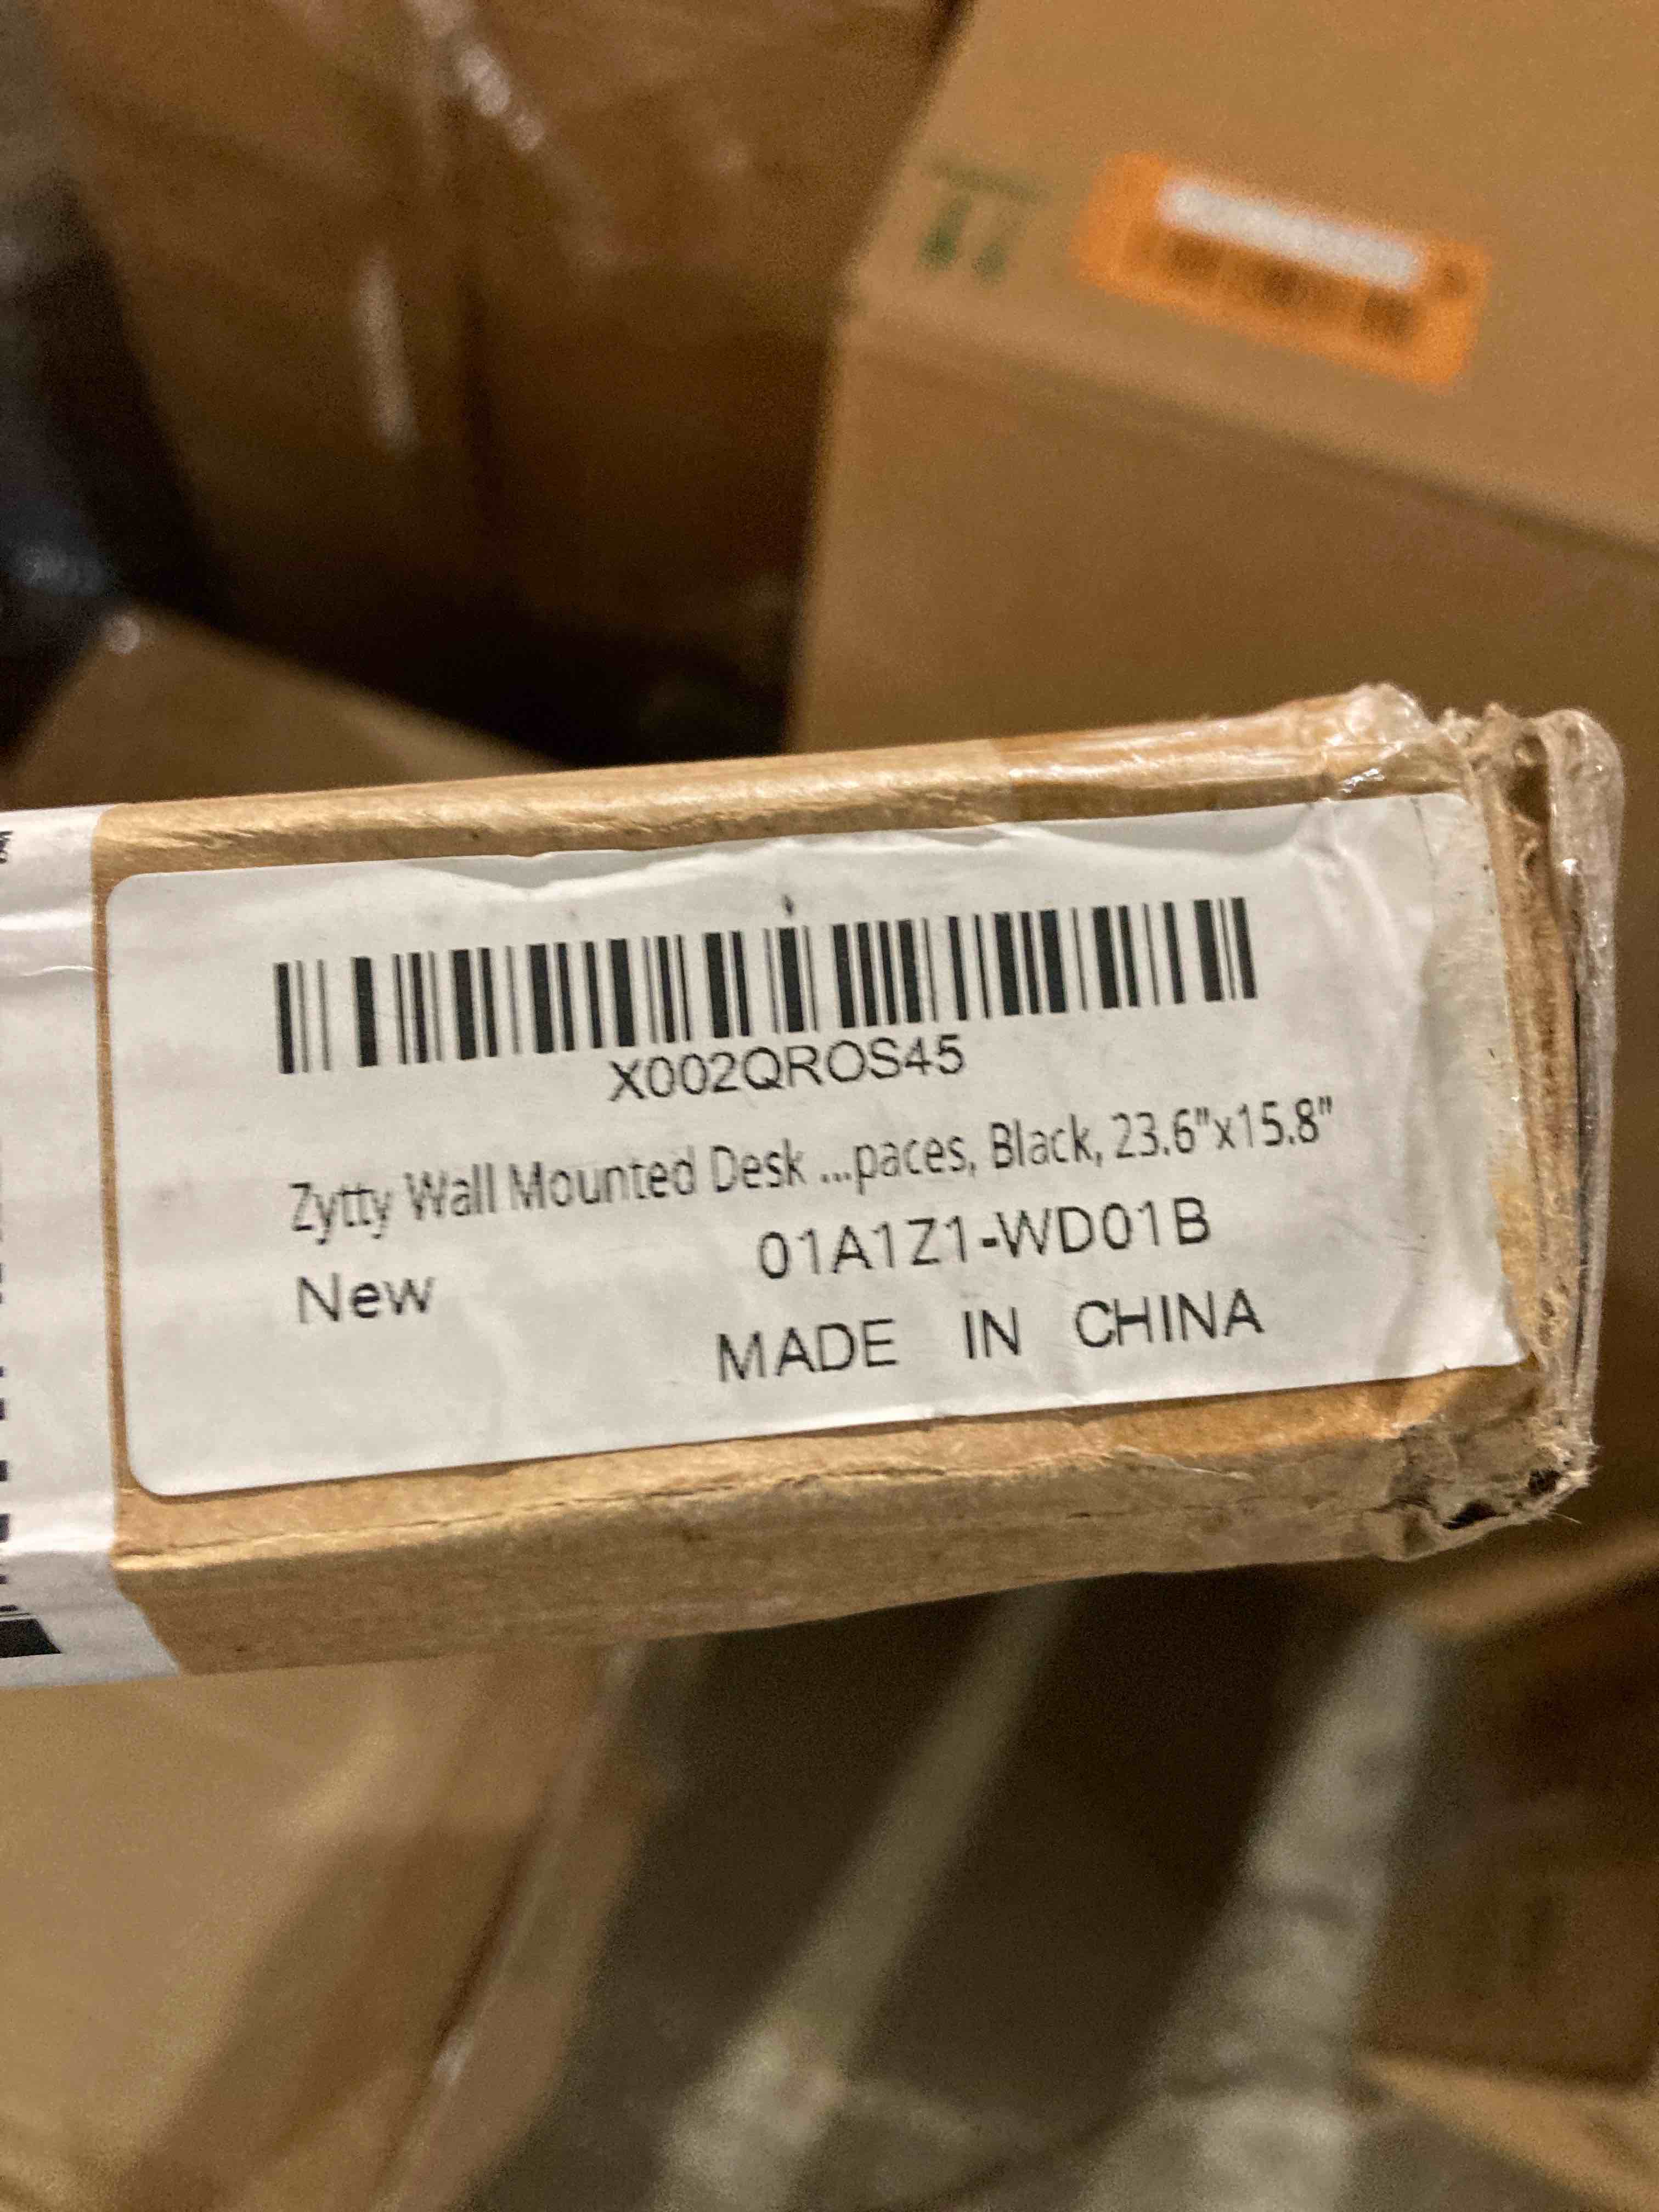 X002QROS45
Zytty Wall Mounted Desk ...paces, Black, 23.6"x15.8"
New
01A1Z1-WD01B
MADE IN CHINA